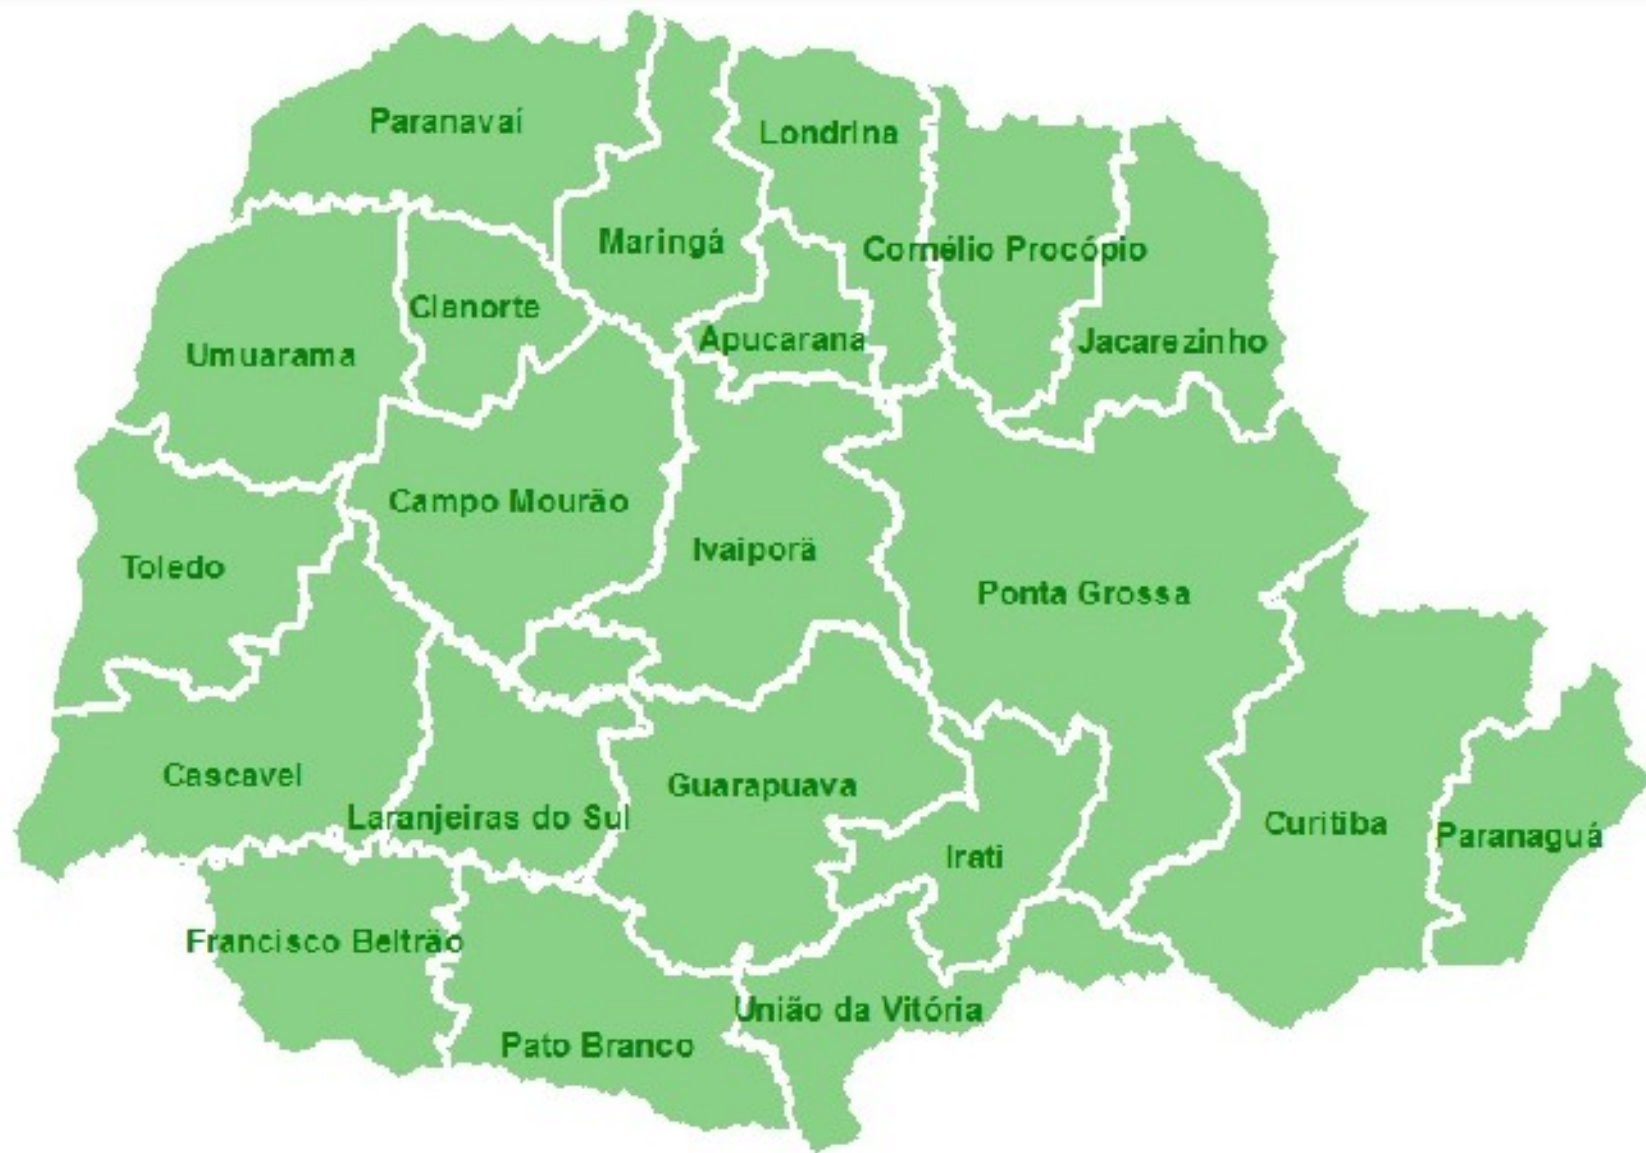 Paranavaí
Londrina
Maringá
Cornélio Procópio
Cianorte
Apucarana
Jacarezinho
Umuarama
Campo Mourão
Ivaiporã
Toledo
Ponta Grossa
Cascavel
Guarapuava
Laranjeiras do Sul
Curitiba
Paranaguá
Irati
Francisco Beltrão
União da Vitória
Pato Branco